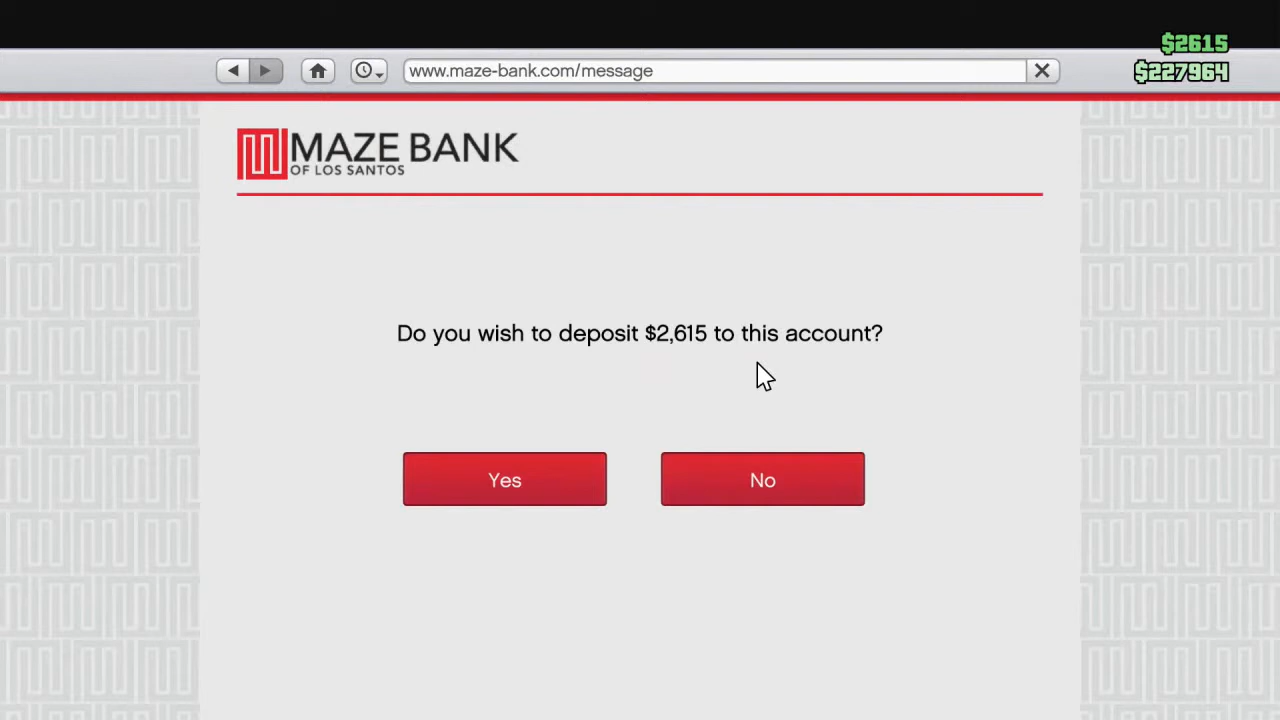 $2615
www.maze-bank.com/message
$227964
MAZE BANK
OF LOS SANTOS
Do you wish to deposit $2,615 to this account?
Yes
No